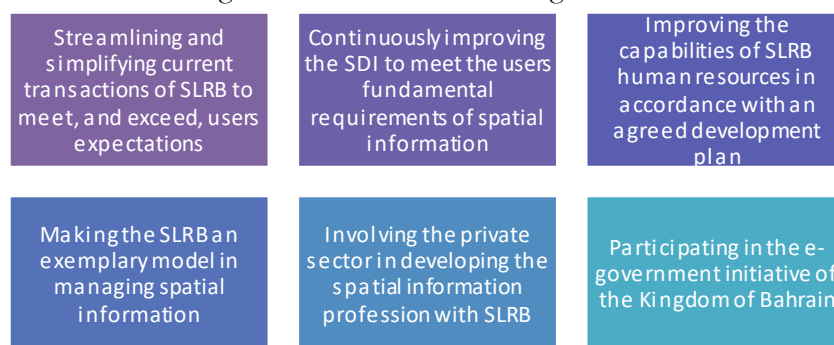 Streamlining and
simplifying current
transactions of SLRB to
meet, and exceed, users
expectations
Continuously improving
the SDI to meet the users
fundamental
requirements of spatial
information
Improving the
capabilities of SLRB
human resources in
accordance with an
agreed development
plan
Making the SLRB an
exemplary model in
managing spatial
information
Involving the private
sector in developing the
spatial information
profession with SLRB
Participating in the e-
government initiative of
the Kingdom of Bahrain